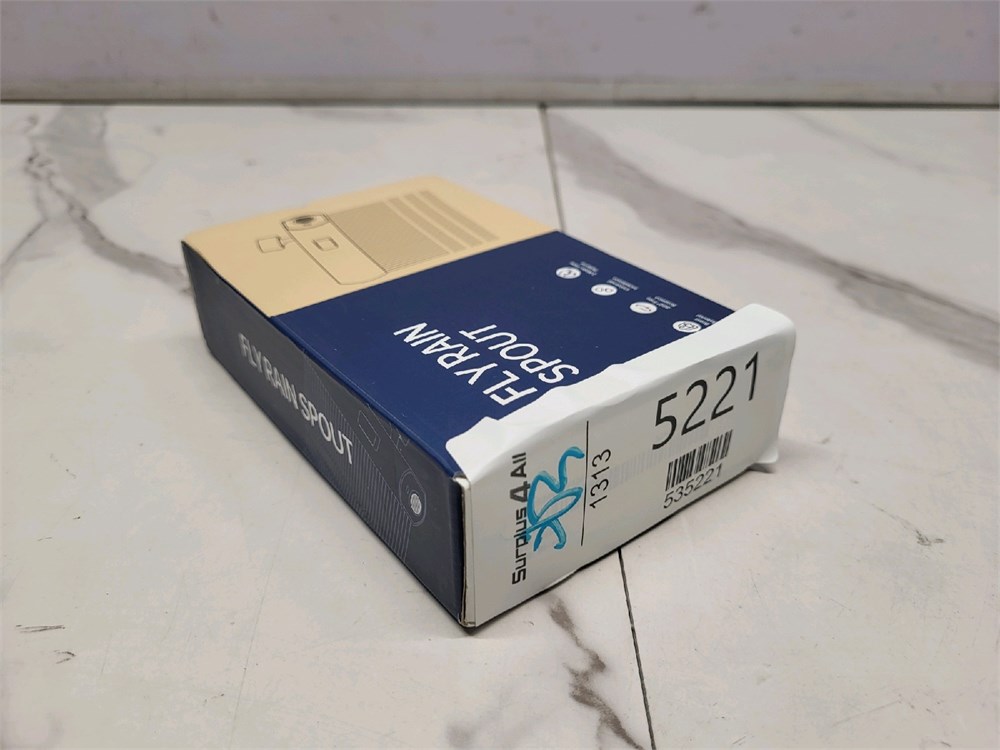 FLY RAIN
SPOUT
FLY RAIN SPOUT
Surplus 4 All
1313
5221
535221